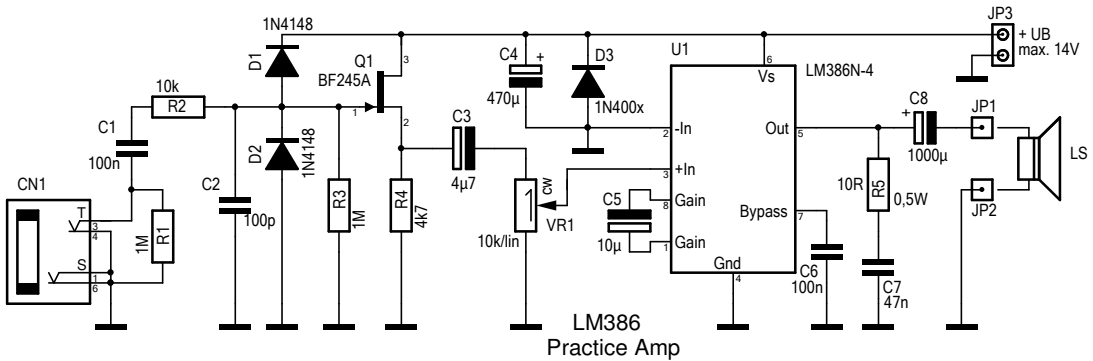 1N4148
D1
Q1
BF245A
3
1
2
10k
R2
C1
100n
CN1
T
3
4
S
1
6
1M
R1
C2
100p
D2
1N4148
R3
1M
R4
4k7
C3
4µ7
C4
+
470µ
D3
1N400x
cw
VR1
10k/lin
U1
LM386N-4
6
Vs
2
-In
3
+In
8
Gain
1
Gain
Out
5
Bypass
7
Gnd
4
C5
10µ
C6
100n
10R
R5
0,5W
C7
47n
C8
+
1000µ
JP1
JP2
LS
JP3
+ UB
max. 14V
LM386
Practice Amp